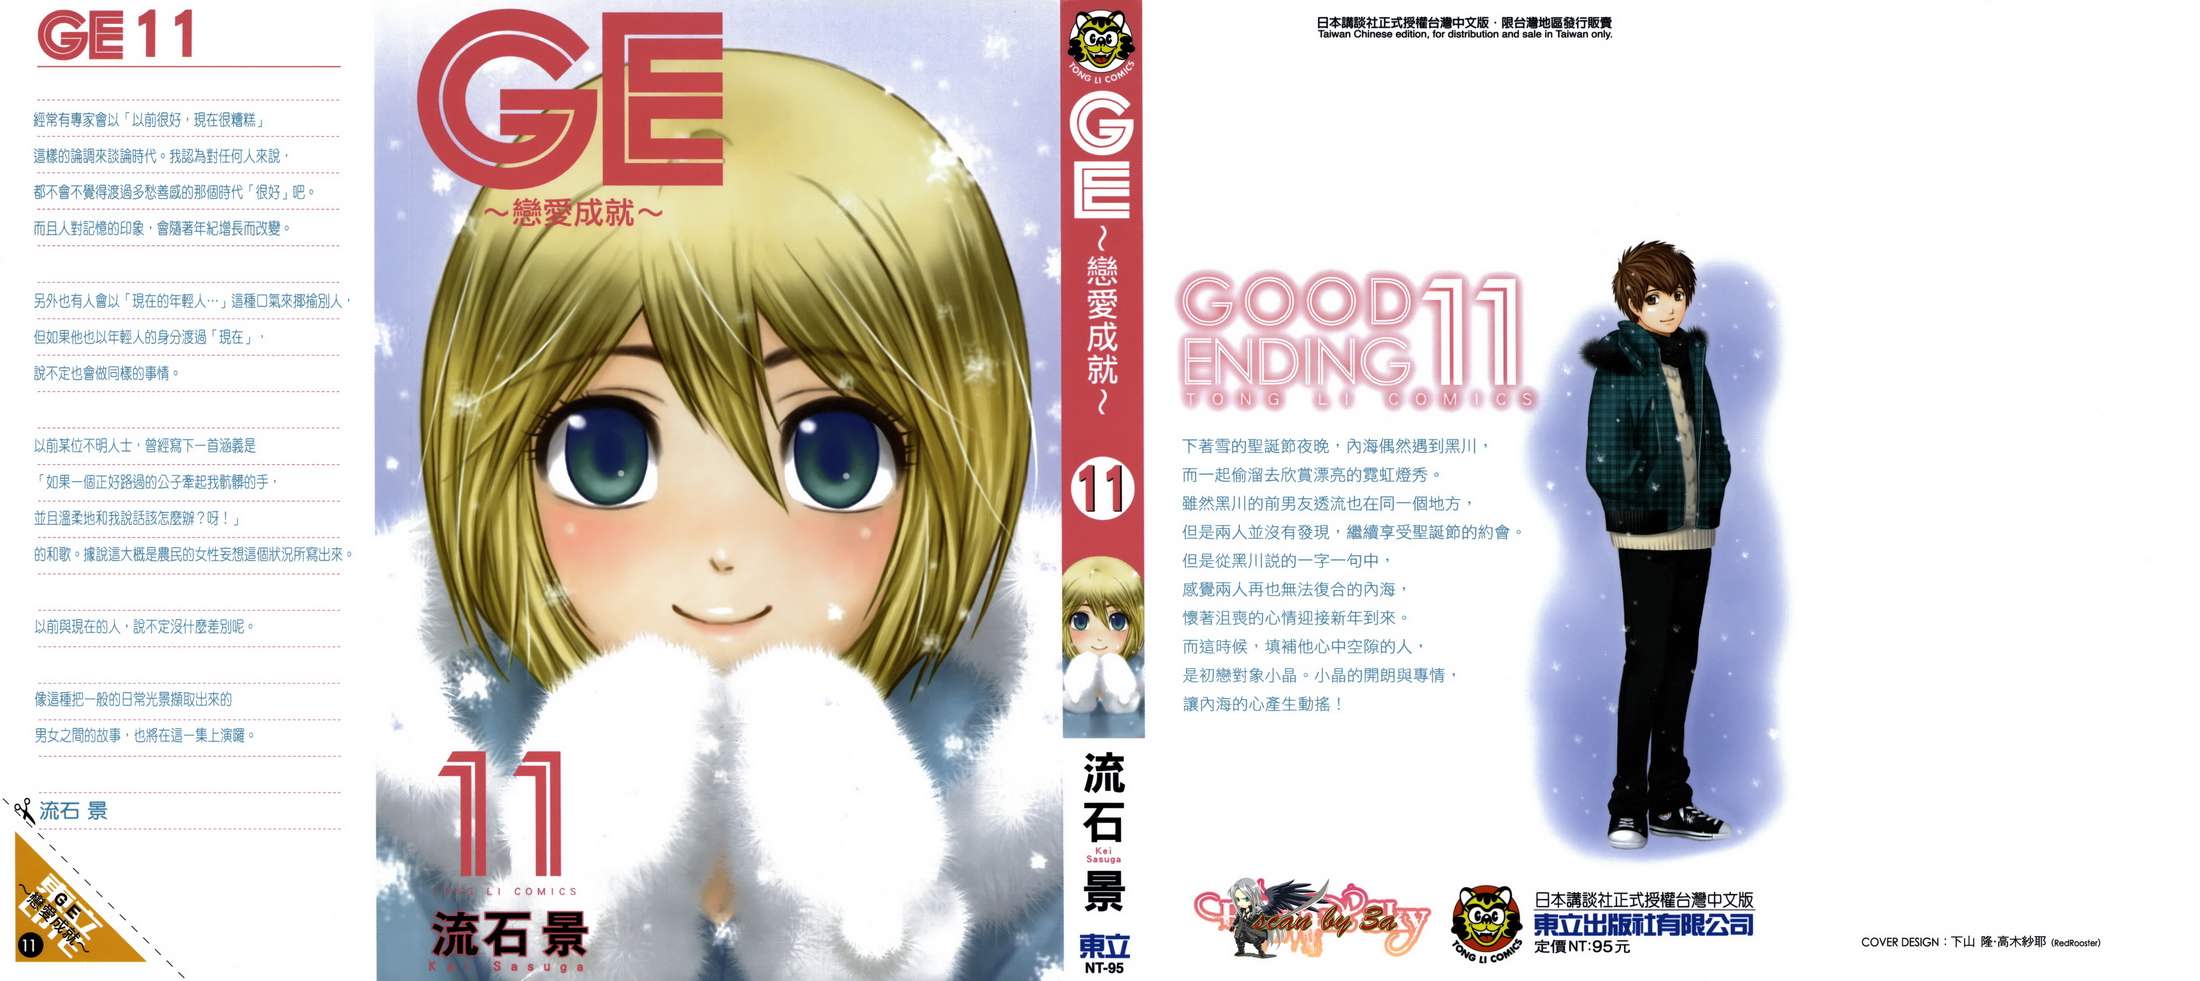 GE 11
經常有專家會以「以前很好，現在很糟糕」
這樣的論調來談論時代。我認為對任何人來說，
都不會不覺得渡過多愁善感的那個時代「很好」吧。
而且人對記憶的印象，會隨著年紀增長而改變。
另外也有人會以「現在的年輕人…」這種口氣來揶揄別人，
但如果他也以年輕人的身分渡過「現在」，
說不定也會做同樣的事情。
以前某位不明人士，曾經寫下一首涵義是
「如果一個正好路過的公子牽起我骯髒的手，
並且溫柔地和我說話該怎麼辦？呀！」
的和歌。據說這大概是農民的女性妄想這個狀況所寫出來。
以前與現在的人，說不定沒什麼差別呢。
像這種把一般的日常光景擷取出來的
男女之間的故事，也將在這一集上演囉。
流石 景
東立
GE
～戀愛成就～
11
GE
～戀愛成就～
11
TONG LI COMICS
流石 景
Kei Sasuga
TONG LI COMICS
GE
～戀愛成就～
11
流石景
Kei
Sasuga
東立
NT-95
日本講談社正式授權台灣中文版・限台灣地區發行販賣
Taiwan Chinese edition, for distribution and sale in Taiwan only.
GOOD
ENDING 11
TONG LI COMICS
下著雪的聖誕節夜晚，內海偶然遇到黑川，
而一起偷溜去欣賞漂亮的霓虹燈秀。
雖然黑川的前男友透流也在同一個地方，
但是兩人並沒有發現，繼續享受聖誕節的約會。
但是從黑川說的一字一句中，
感覺兩人再也無法復合的內海，
懷著沮喪的心情迎接新年到來。
而這時候，填補他心中空隙的人，
是初戀對象小晶。小晶的開朗與專情，
讓內海的心產生動搖！
scan by 3a
TONG LI COMICS
日本講談社正式授權台灣中文版
東立出版社有限公司
定價NT:95元
COVER DESIGN：下山 隆・高木紗耶 (RedRooster)